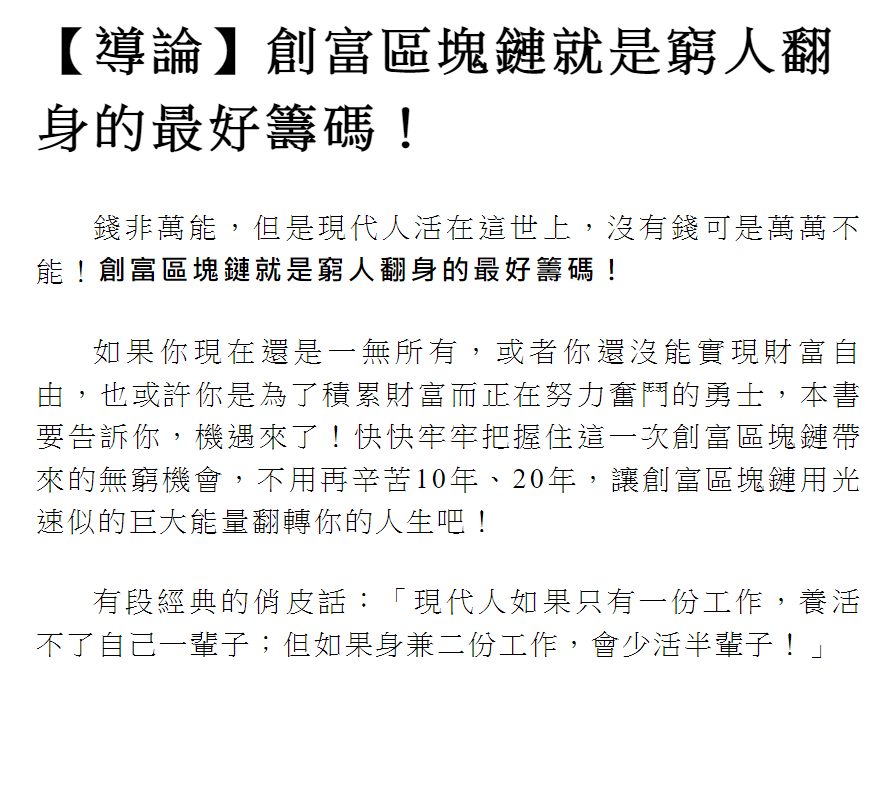 【導論】創富區塊鏈就是窮人翻
身的最好籌碼！
錢非萬能，但是現代人活在這世上，沒有錢可是萬萬不
能！創富區塊鏈就是窮人翻身的最好籌碼！
如果你現在還是一無所有，或者你還沒能實現財富自
由，也或許你是為了積累財富而正在努力奮鬥的勇士，本書
要告訴你，機遇來了！快快牢牢把握住這一次創富區塊鏈帶
來的無窮機會，不用再辛苦10年、20年，讓創富區塊鏈用光
速似的巨大能量翻轉你的人生吧！
有段經典的俏皮話：「現代人如果只有一份工作，養活
不了自己一輩子；但如果身兼二份工作，會少活半輩子！」